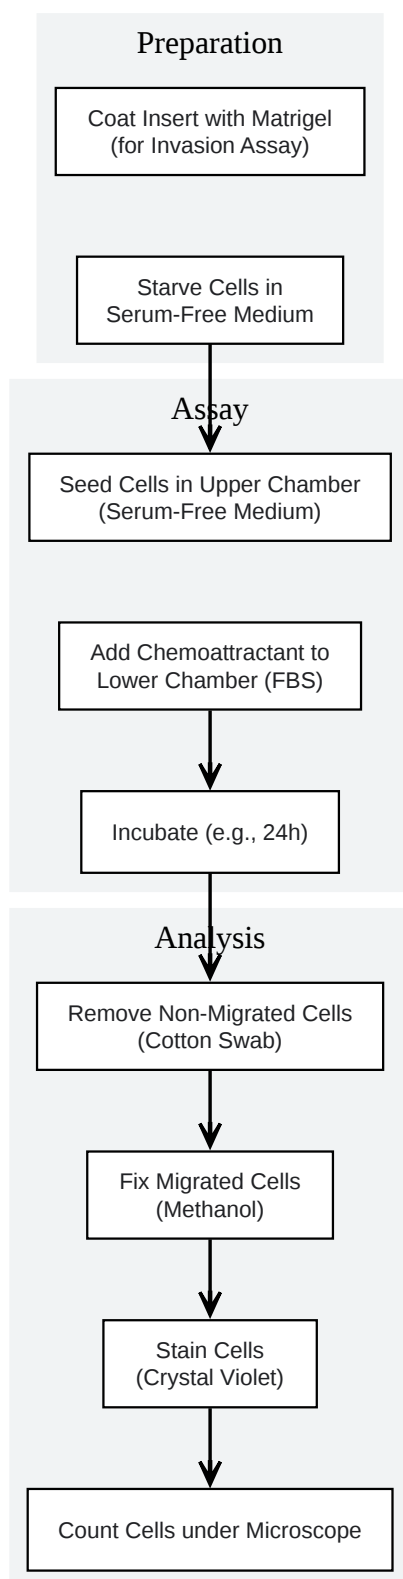 Preparation
Coat Insert with Matrigel
(for Invasion Assay)
Starve Cells in
Serum-Free Medium
Assay
Seed Cells in Upper Chamber
(Serum-Free Medium)
Add Chemoattractant to
Lower Chamber (FBS)
Incubate (e.g., 24h)
Analysis
Remove Non-Migrated Cells
(Cotton Swab)
Fix Migrated Cells
(Methanol)
Stain Cells
(Crystal Violet)
Count Cells under Microscope